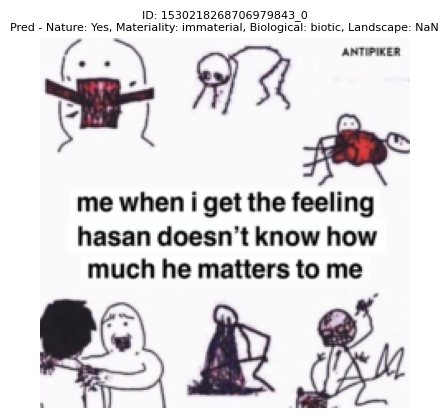 ID: 1530218268706979843_0
Pred - Nature: Yes, Materiality: immaterial, Biological: biotic, Landscape: NaN
ANTIPIKER
me when i get the feeling
hasan doesn't know how
much he matters to me